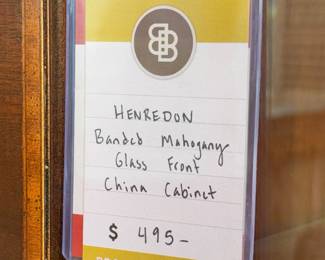 HENREDON
Banded Mahogany
Glass Front
China Cabinet
$ 495-